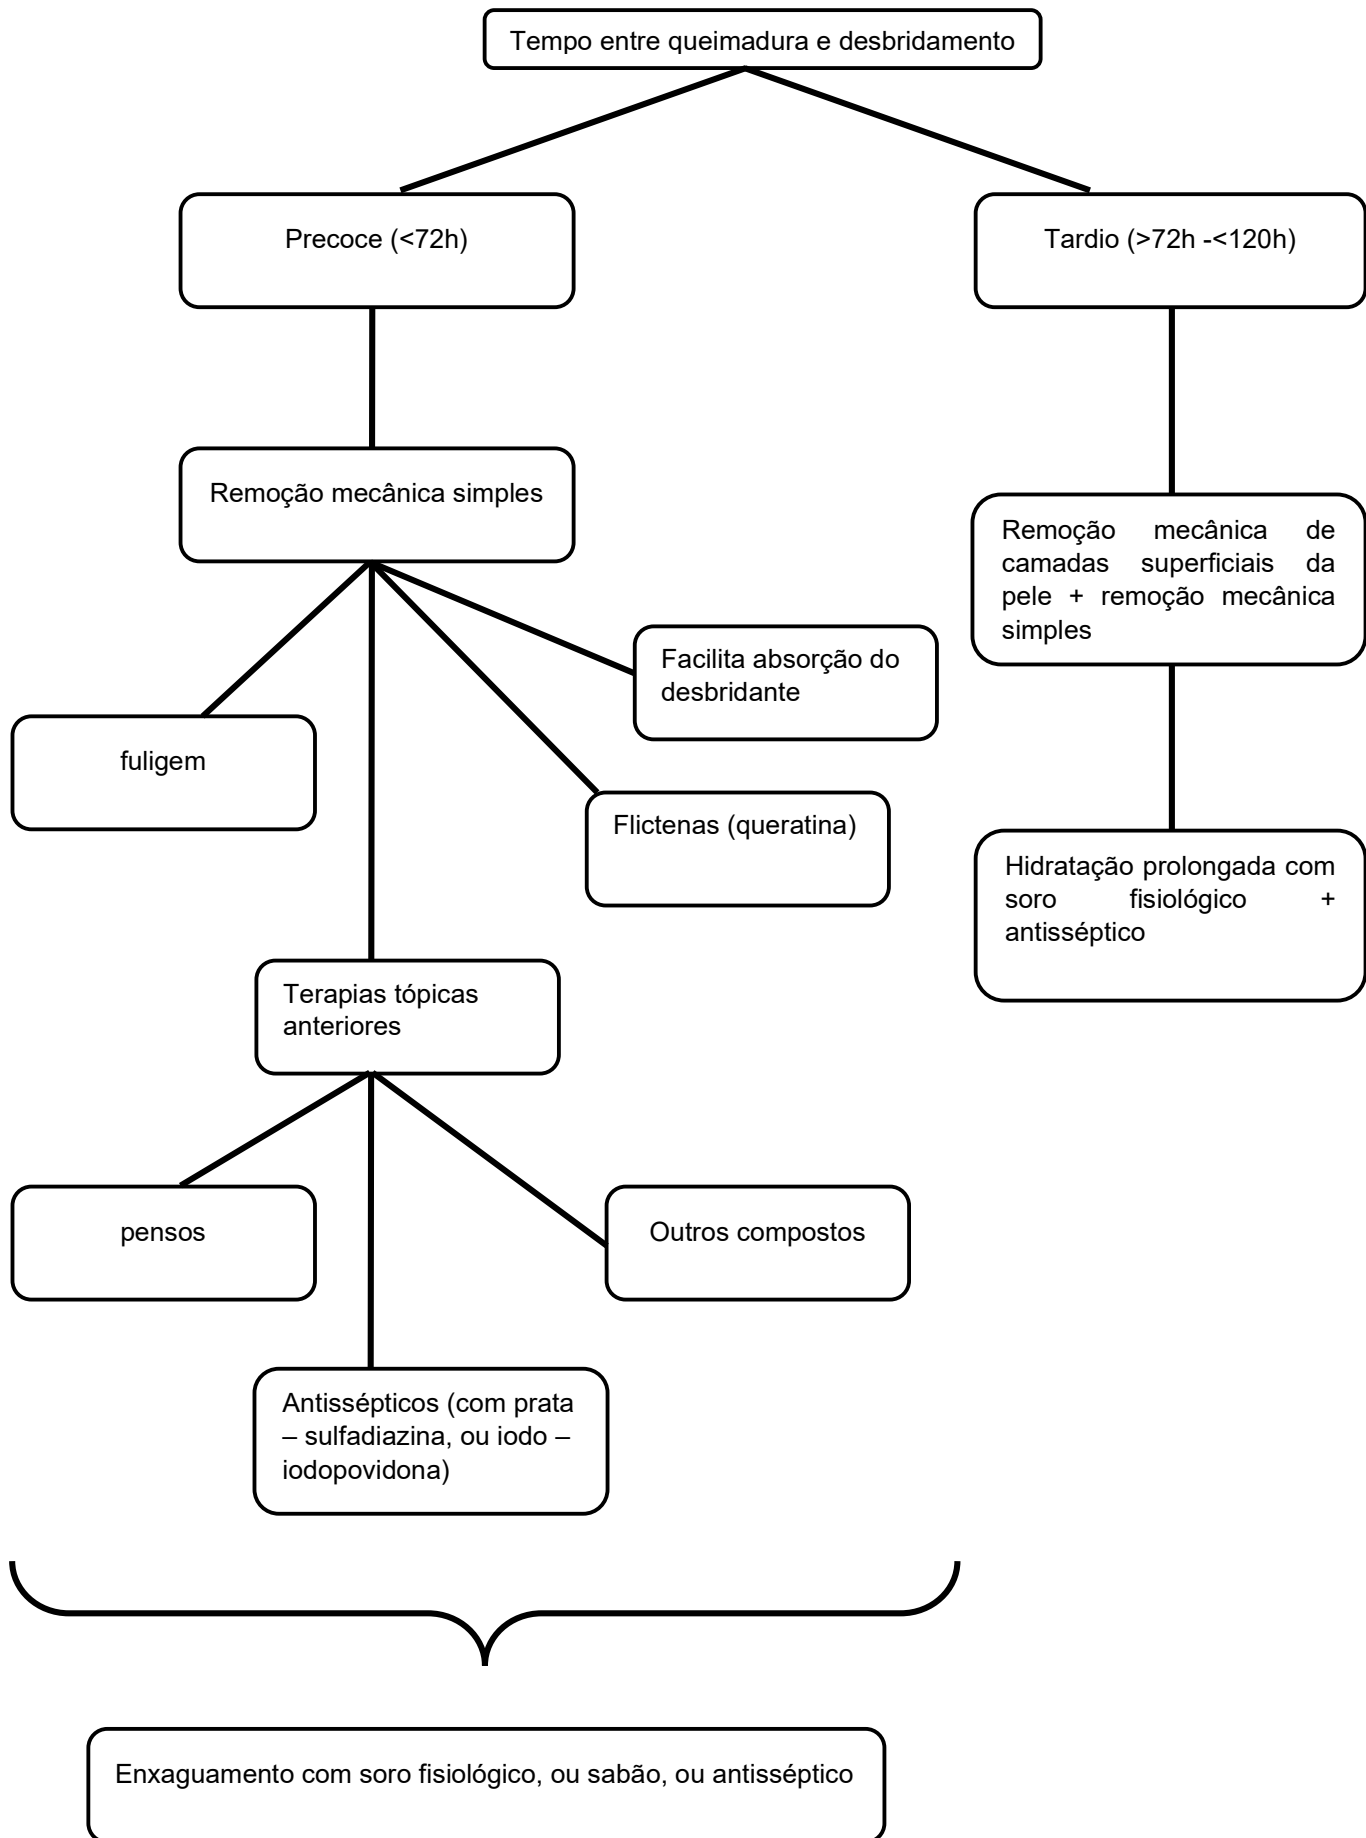 Tempo entre queimadura e desbridamento
Precoce (<72h)
Tardio (>72h -<120h)
Remoção mecânica simples
Remoção mecânica de
camadas superficiais da
pele + remoção mecânica
simples
Facilita absorção do
desbridante
fuligem
Flictenas (queratina)
Hidratação prolongada com
soro fisiológico +
antisséptico
Terapias tópicas
anteriores
pensos
Outros compostos
Antissépticos (com prata
– sulfadiazina, ou iodo –
iodopovidona)
Enxaguamento com soro fisiológico, ou sabão, ou antisséptico